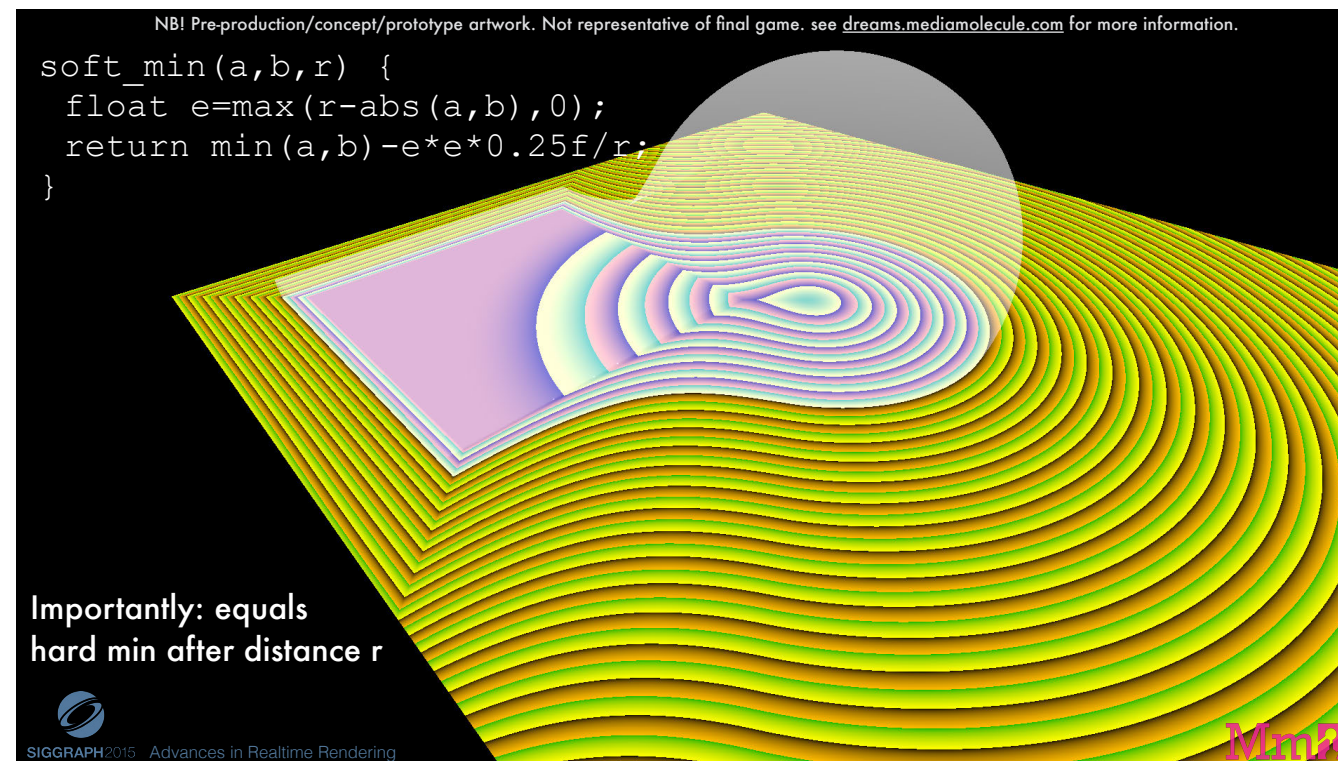 NB! Pre-production/concept/prototype artwork. Not representative of final game. see dreams.mediamolecule.com for more information.
soft_min(a,b,r) {
float e=max(r-abs(a,b),0);
return min(a,b)-e*e*0.25f/r;
}
Importantly: equals
hard min after distance r
SIGGRAPH2015 Advances in Realtime Rendering
Mm